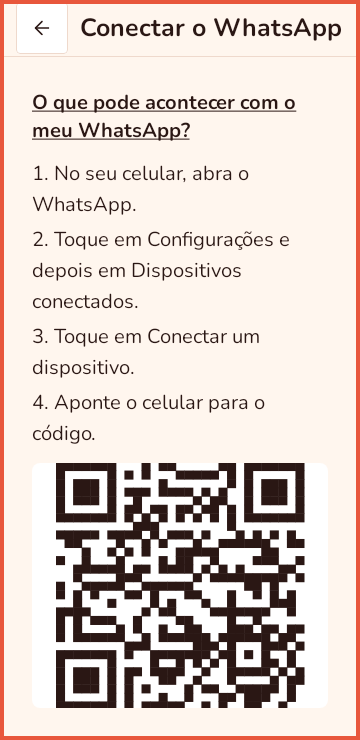 Conectar o WhatsApp
O que pode acontecer com o
meu WhatsApp?
1. No seu celular, abra o
WhatsApp.
2. Toque em Configurações e
depois em Dispositivos
conectados.
3. Toque em Conectar um
dispositivo.
4. Aponte o celular para o
código.